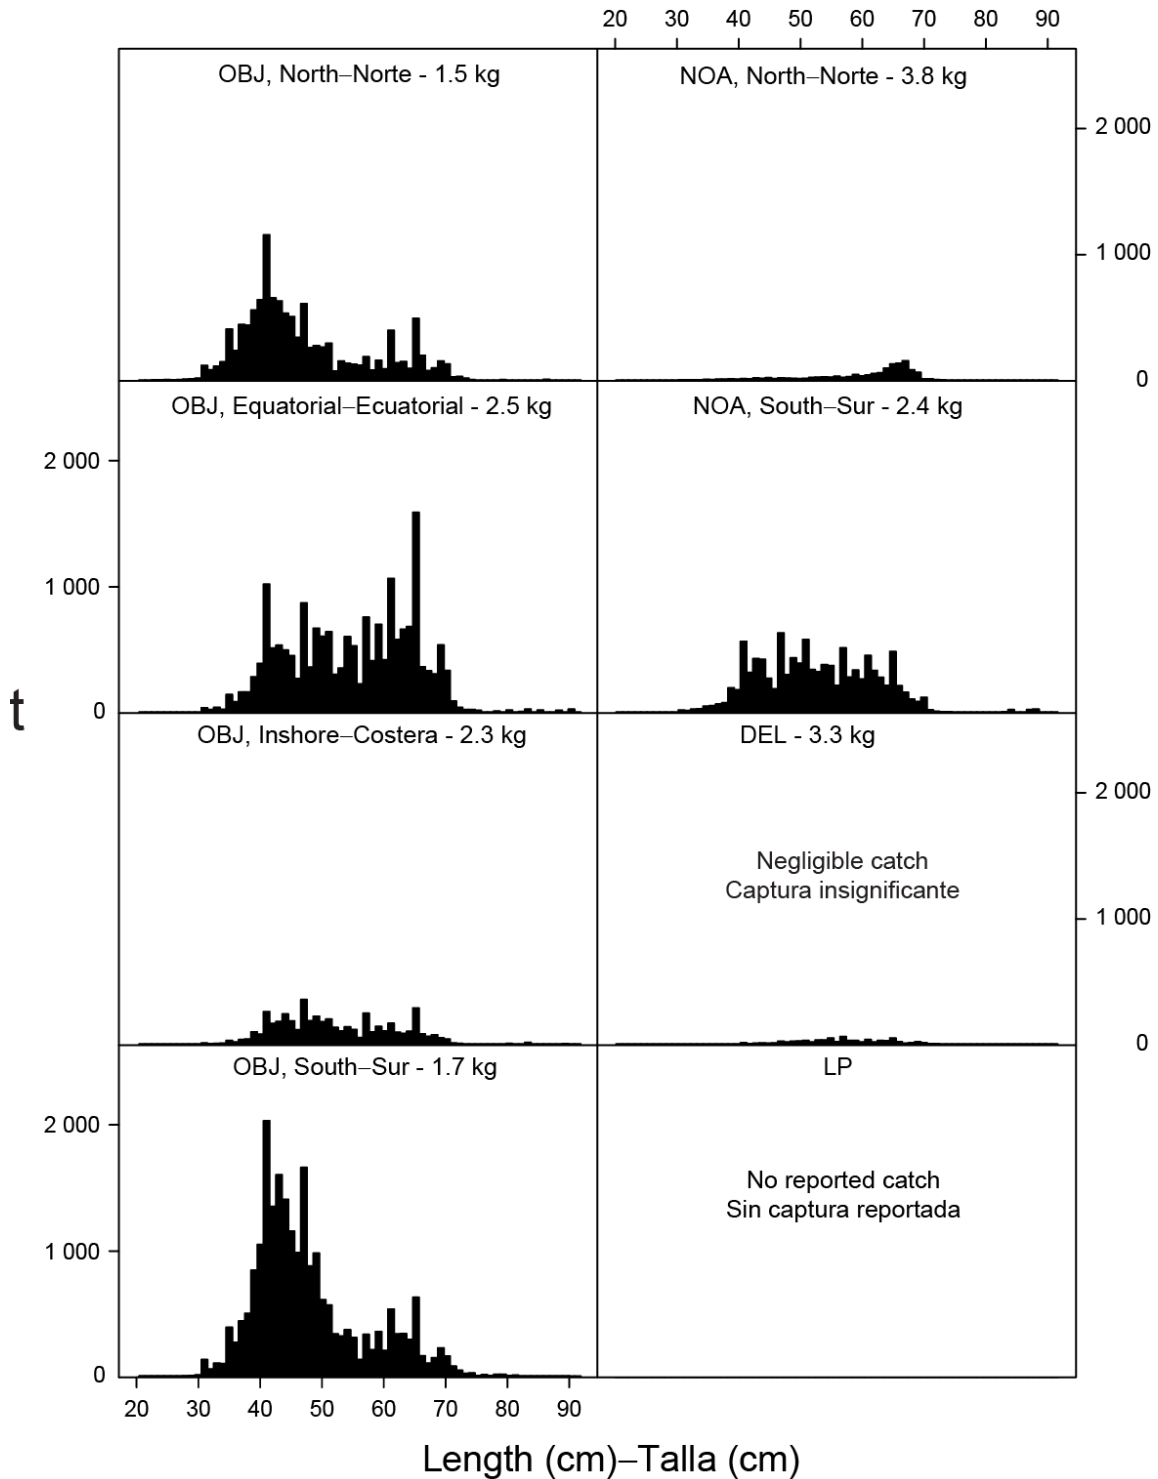 20 30 40 50 60 70 80 90
OBJ, North–Norte - 1.5 kg
NOA, North–Norte - 3.8 kg
2 000
1 000
0
OBJ, Equatorial–Ecuatorial - 2.5 kg
NOA, South–Sur - 2.4 kg
2 000
1 000
0
t
OBJ, Inshore–Costera - 2.3 kg
DEL - 3.3 kg
2 000
Negligible catch
Captura insignificante
1 000
0
OBJ, South–Sur - 1.7 kg
LP
2 000
No reported catch
Sin captura reportada
1 000
0
20 30 40 50 60 70 80 90
Length (cm)–Talla (cm)